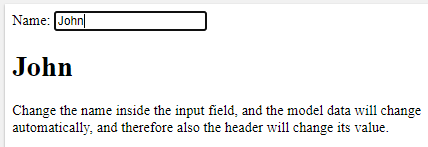 Name: John
John
Change the name inside the input field, and the model data will change
automatically, and therefore also the header will change its value.